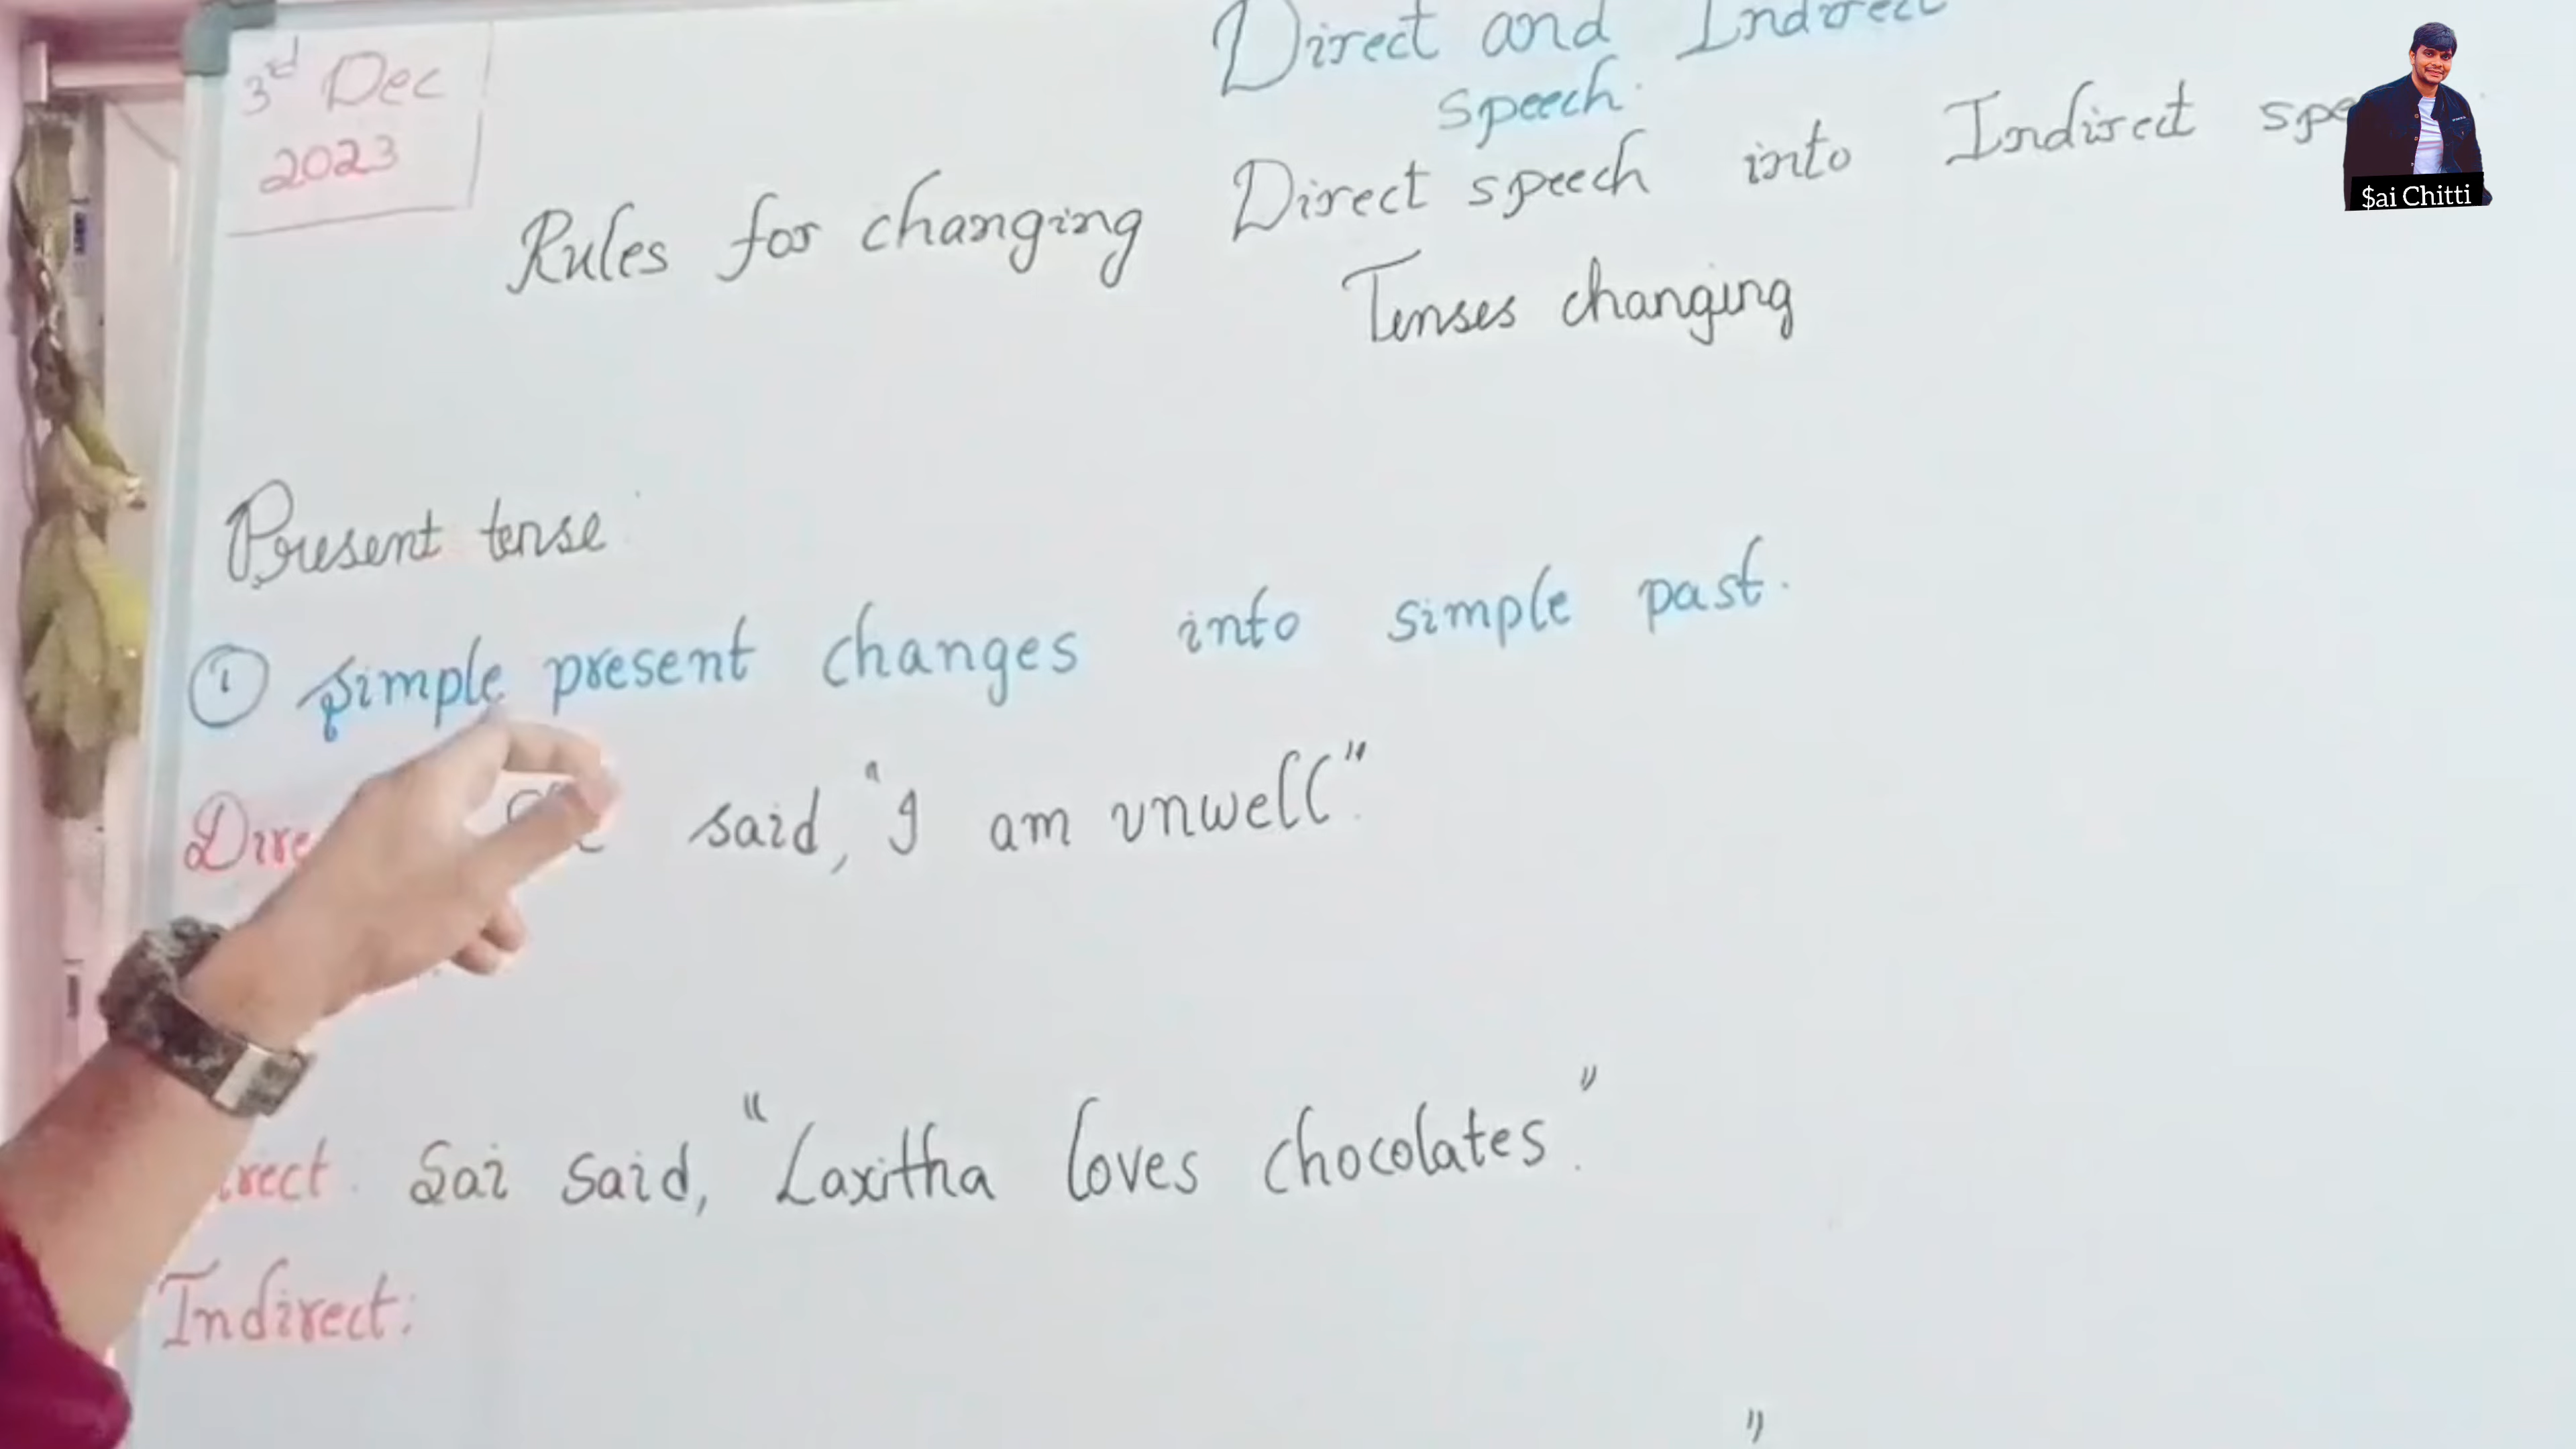 3rd Dec
2023
Direct and Indirect
speech.
Rules for changing Direct speech into Indirect
Tenses changing
$ai Chitti
Present tense
① simple present changes into simple past.
said, "I am unwell".
Sai said, "Laxitha loves chocolates."
Indirect:
"